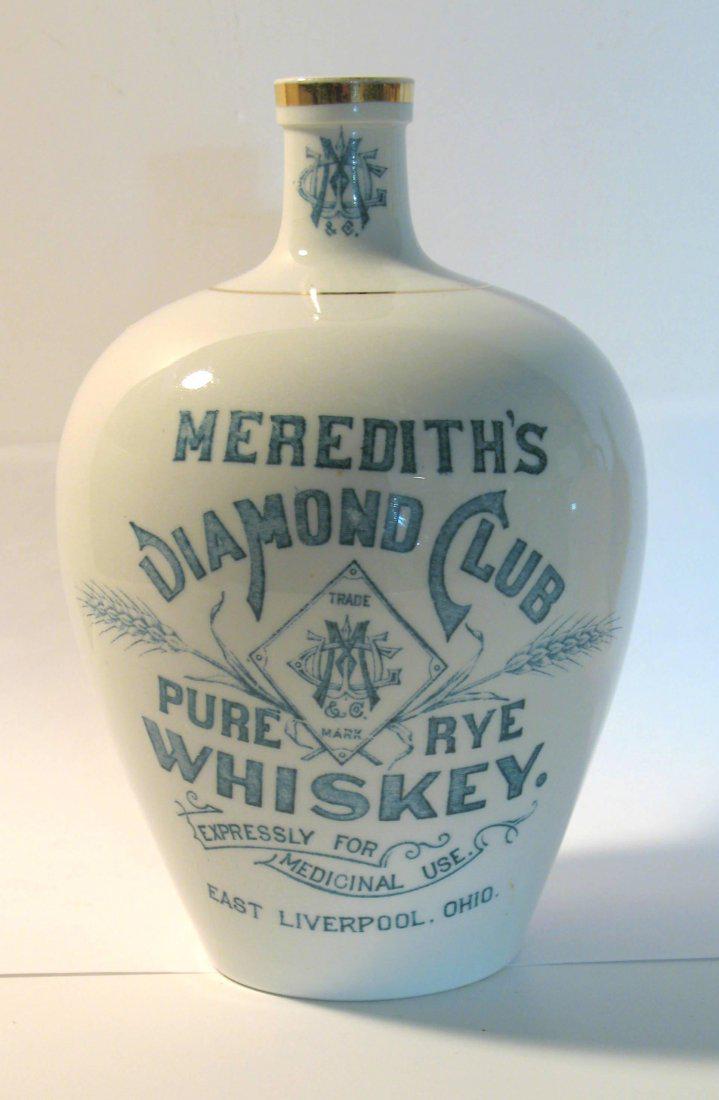 & C.
MEREDITH'S
DIAMOND CLUB
TRADE
& C.
MARK
PURE RYE
WHISKEY.
EXPRESSLY FOR
MEDICINAL USE.
EAST LIVERPOOL. OHIO.